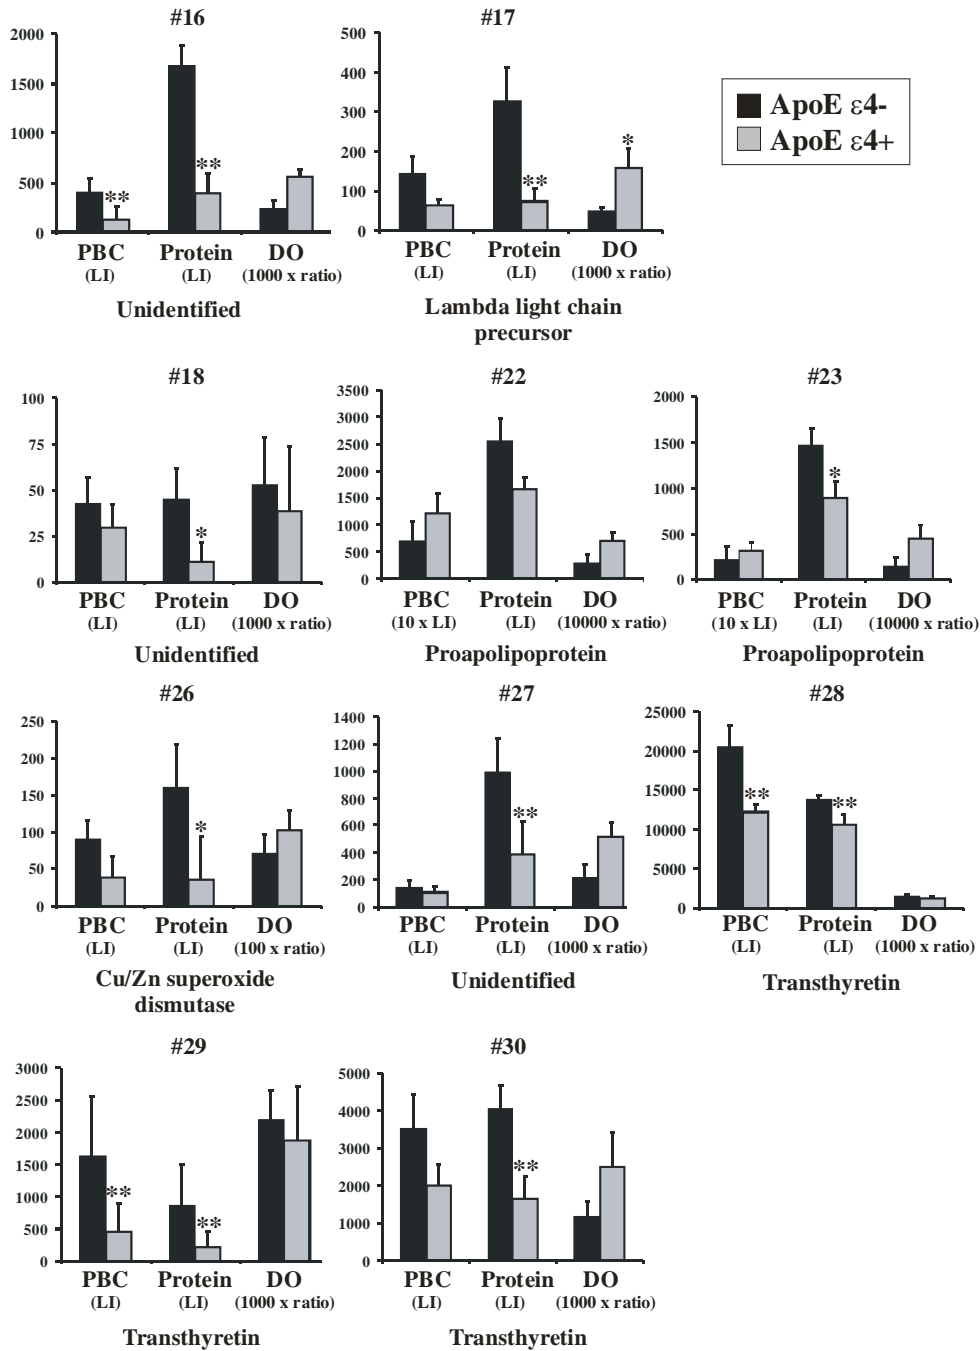 #16
2000
1500
1000
500
0
**
**
PBC Protein DO
(LI) (LI) (1000 x ratio)
Unidentified
#17
500
400
300
200
100
0
**
*
PBC Protein DO
(LI) (LI) (1000 x ratio)
Lambda light chain
precursor
ApoE ε4-
ApoE ε4+
#18
100
75
50
25
0
*
PBC Protein DO
(LI) (LI) (1000 x ratio)
Unidentified
#22
3500
3000
2500
2000
1500
1000
500
0
PBC Protein DO
(10 x LI) (LI) (10000 x ratio)
Proapolipoprotein
#23
2000
1500
1000
500
0
*
PBC Protein DO
(10 x LI) (LI) (10000 x ratio)
Proapolipoprotein
#26
250
200
150
100
50
0
*
PBC Protein DO
(LI) (LI) (100 x ratio)
Cu/Zn superoxide
dismutase
#27
1400
1200
1000
800
600
400
200
0
**
PBC Protein DO
(LI) (LI) (1000 x ratio)
Unidentified
#28
25000
20000
15000
10000
5000
0
**
**
PBC Protein DO
(LI) (LI) (1000 x ratio)
Transthyretin
#29
3000
2500
2000
1500
1000
500
0
**
**
PBC Protein DO
(LI) (LI) (1000 x ratio)
Transthyretin
#30
5000
4000
3000
2000
1000
0
**
PBC Protein DO
(LI) (LI) (1000 x ratio)
Transthyretin